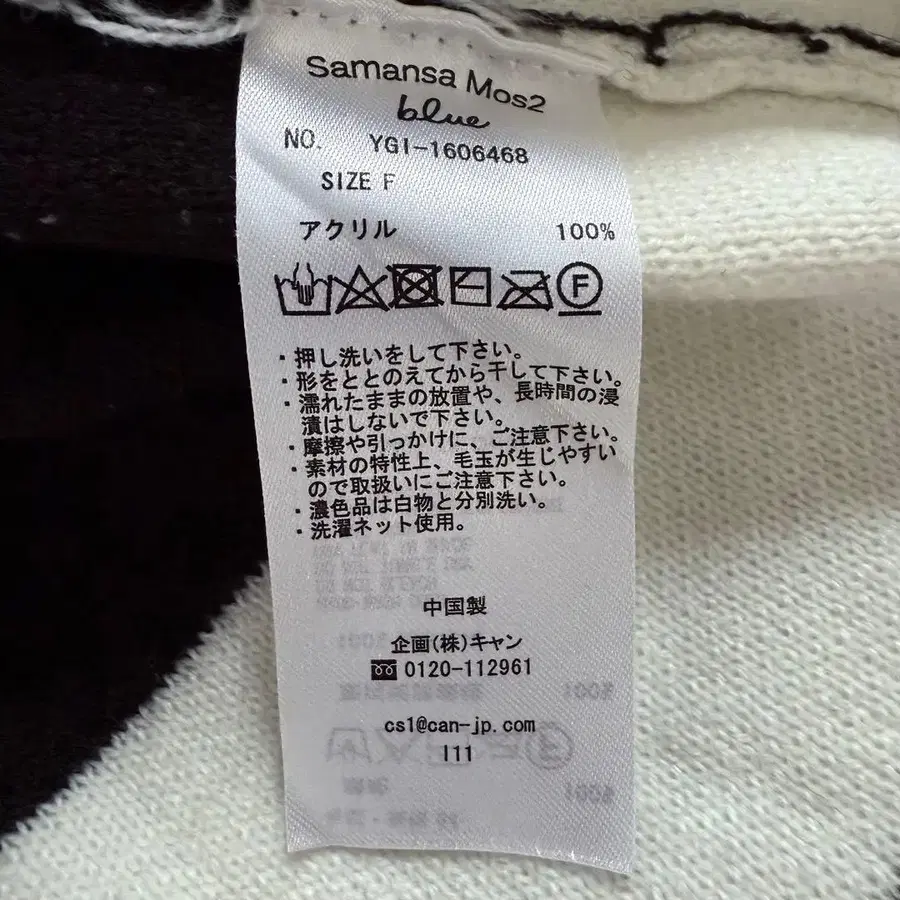 Samansa Mos2
blue
NO. YGI-1606468
SIZE F
アクリル 100%
F
・押し洗いをして下さい。
・形をととのえてから干して下さい。
・濡れたままの放置や、長時間の浸
漬はしないで下さい。
・摩擦や引っかけに、ご注意下さい。
・素材の特性上、毛玉が生じやすい
ので取扱いにご注意下さい。
・濃色品は白物と分別洗い。
・洗濯ネット使用。
中国製
企画(株)キャン
0120-112961
cs1@can-jp.com
I11